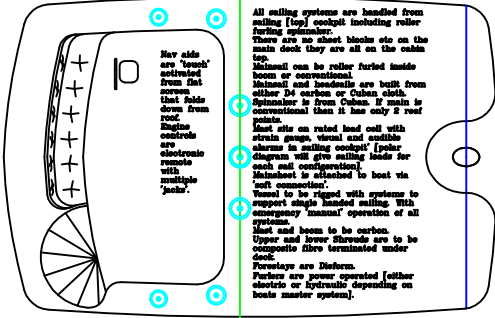 Nav aids
are 'touch'
activated
from flat
screen
that folds
down from
roof.
Engine
controls
are
electronic
remote
with
multiple
'jacks'.
All sailing systems are handled from
sailing [top] cockpit including roller
furling spinnaker.
There are no sheet blocks etc on the
main deck they are all on the cabin
top.
Mainsail can be roller furled inside
boom or conventional.
Mainsail and headsails are built from
either D4 carbon or Cuban cloth.
Spinnaker is from Cuban. If main is
conventional then it has only 2 reef
points.
Mast sits on rated load cell with
strain gauge, visual and audible
alarms in sailing cockpit' [polar
diagram will give sailing loads for
each sail configuration].
Mainsheet is attached to boat via
'soft connection'.
Vessel to be rigged with systems to
support single handed sailing. With
emergency 'manual' operation of all
systems.
Mast and boom to be carbon.
Upper and lower Shrouds are to be
composite fibre terminated under
deck.
Forestays are Disform.
Furlers are power operated [either
electric or hydraulic depending on
boats master system].